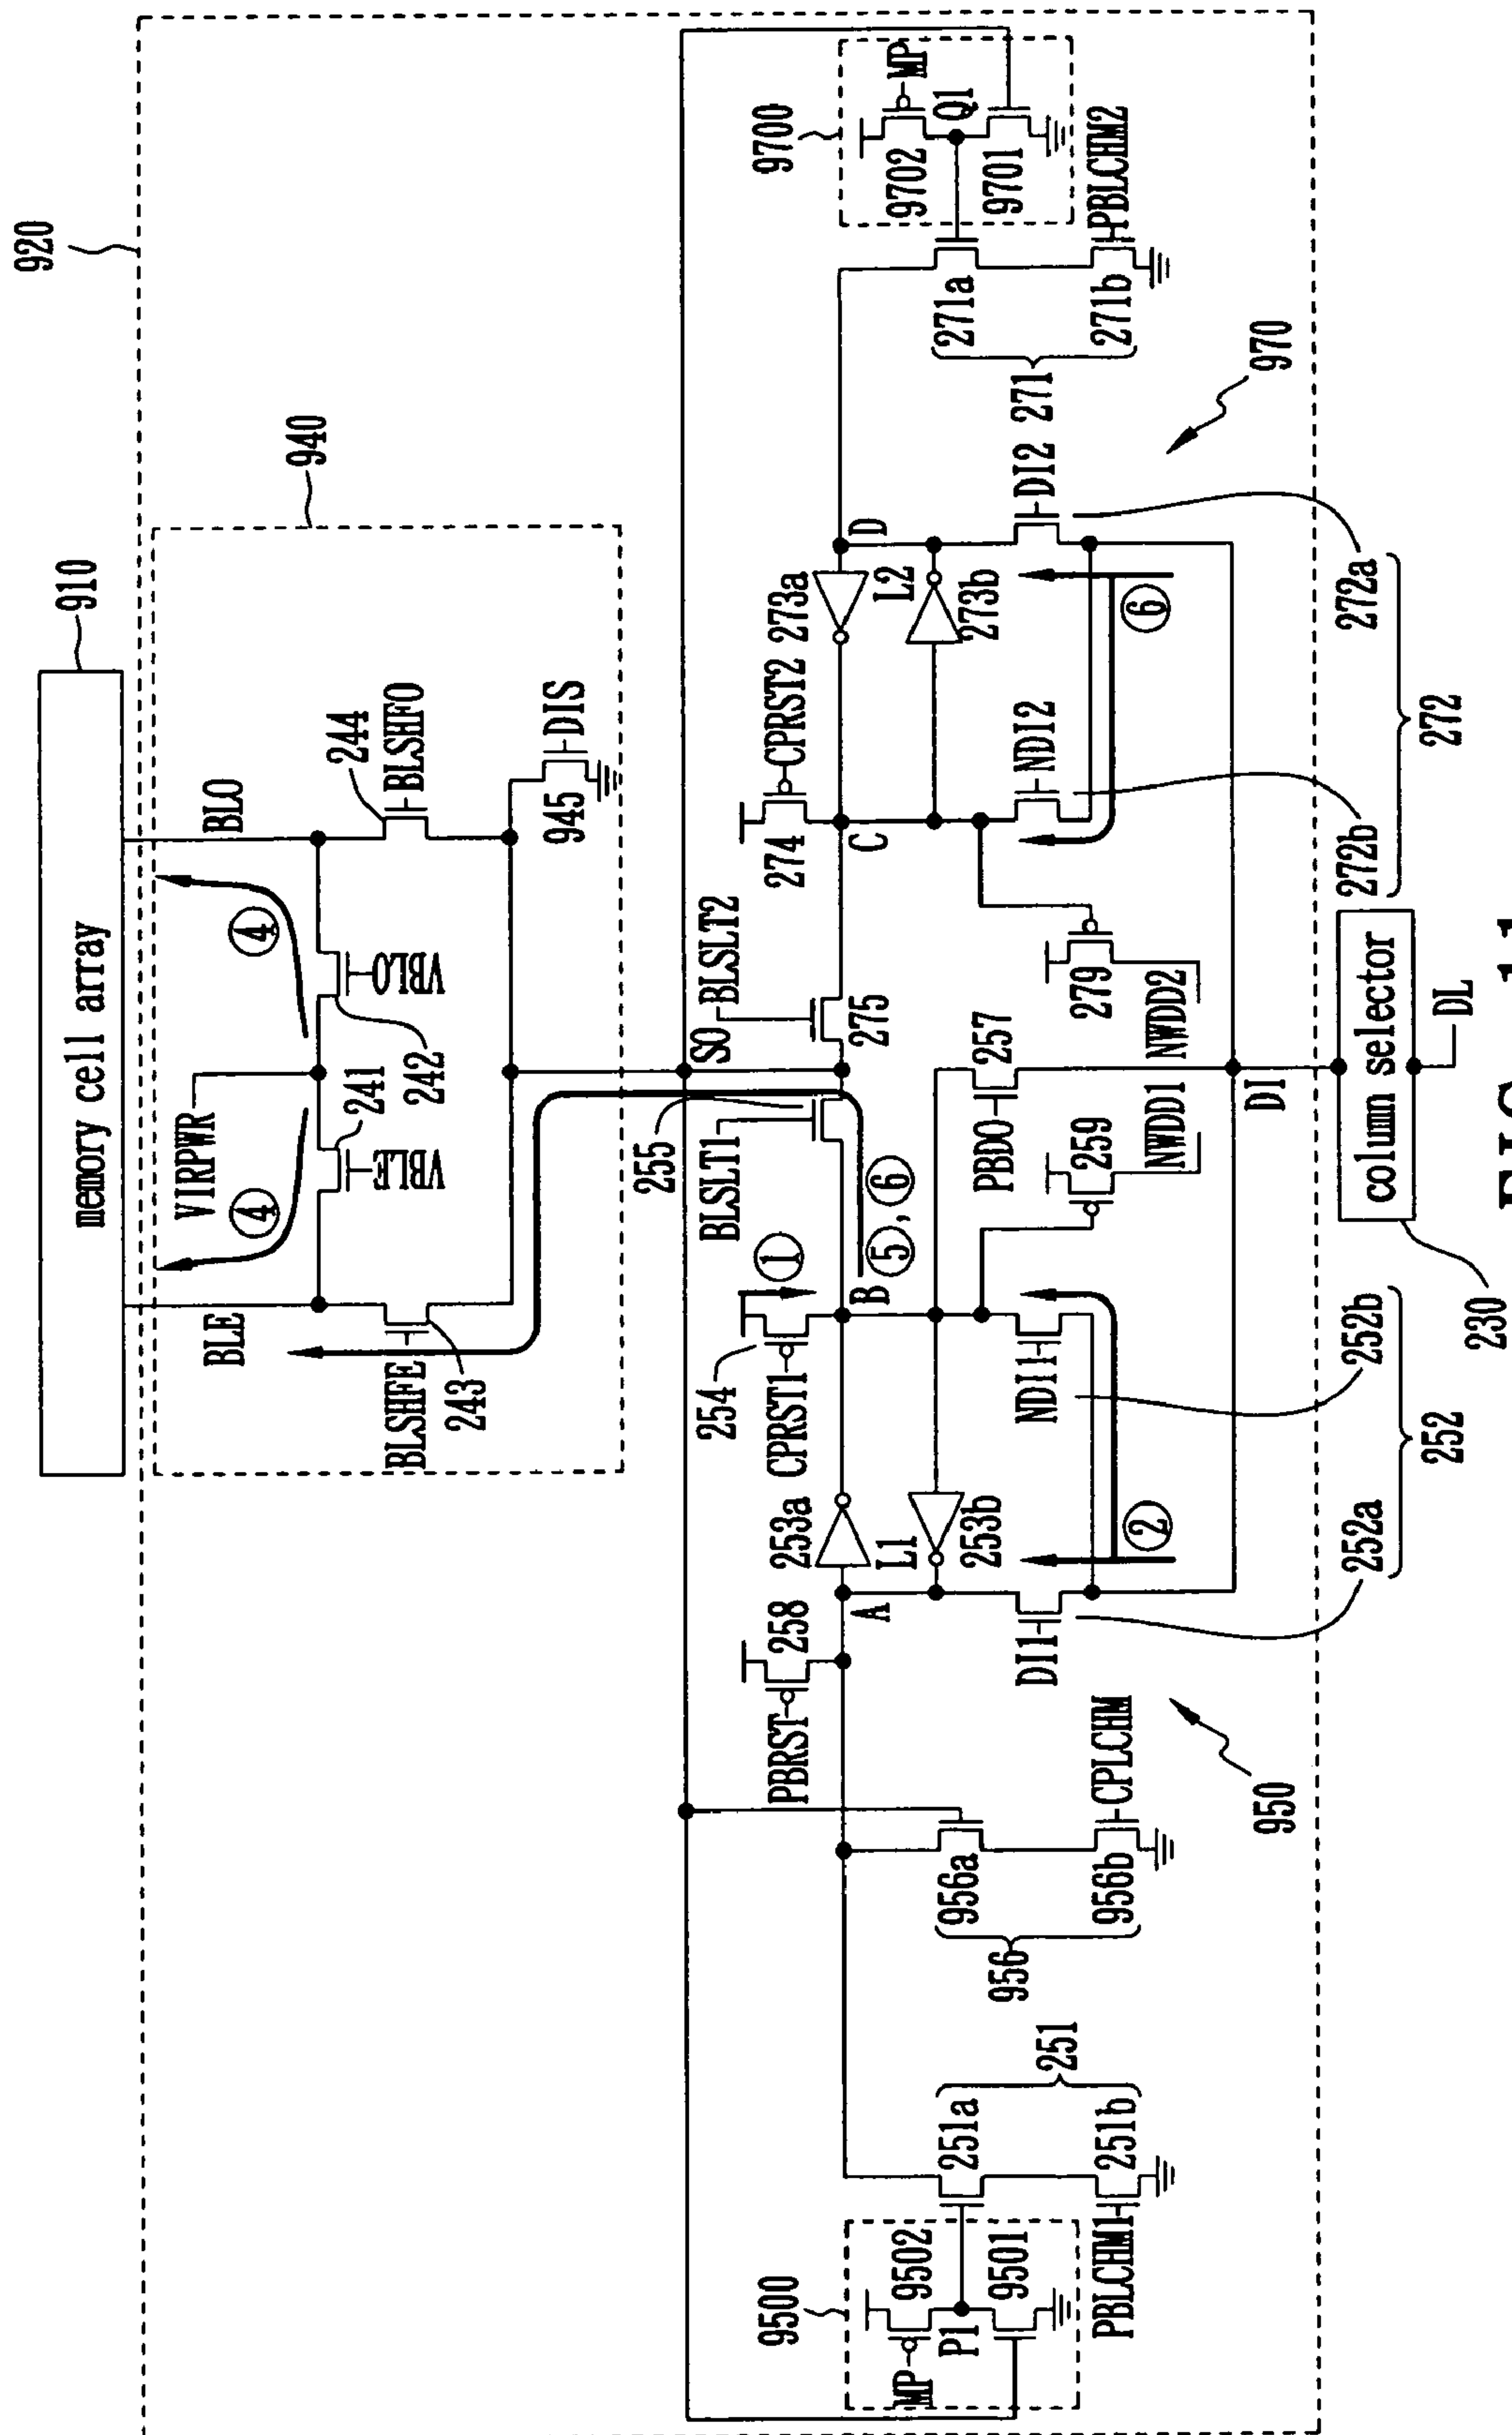 920
910
memory cell array
940
BLE
BLO
VIRPWR
④
④
244
BLSHFO
VBLE
241
242
VBLO
BLSHFE
243
945
DIS
255
SO
BLSLT1
BLSLT2
9500
MP
9502
P1
9501
251a
251
251b
PBLCHM1
956a
956
956b
CPLCHM
PBRST
258
A
253a
L1
253b
254
CPRST1
①
B
⑤,⑥
274
CPRST2
C
273a
L2
273b
D
275
9700
9702
MP
Q1
9701
271a
271
271b
PBLCHM2
DI1
②
NDI1
PBDO
257
259
NWDD1
279
NWDD2
NDI2
⑥
DI2
950
970
252a
252b
252
272b
272a
272
DI
230
column selector
DL